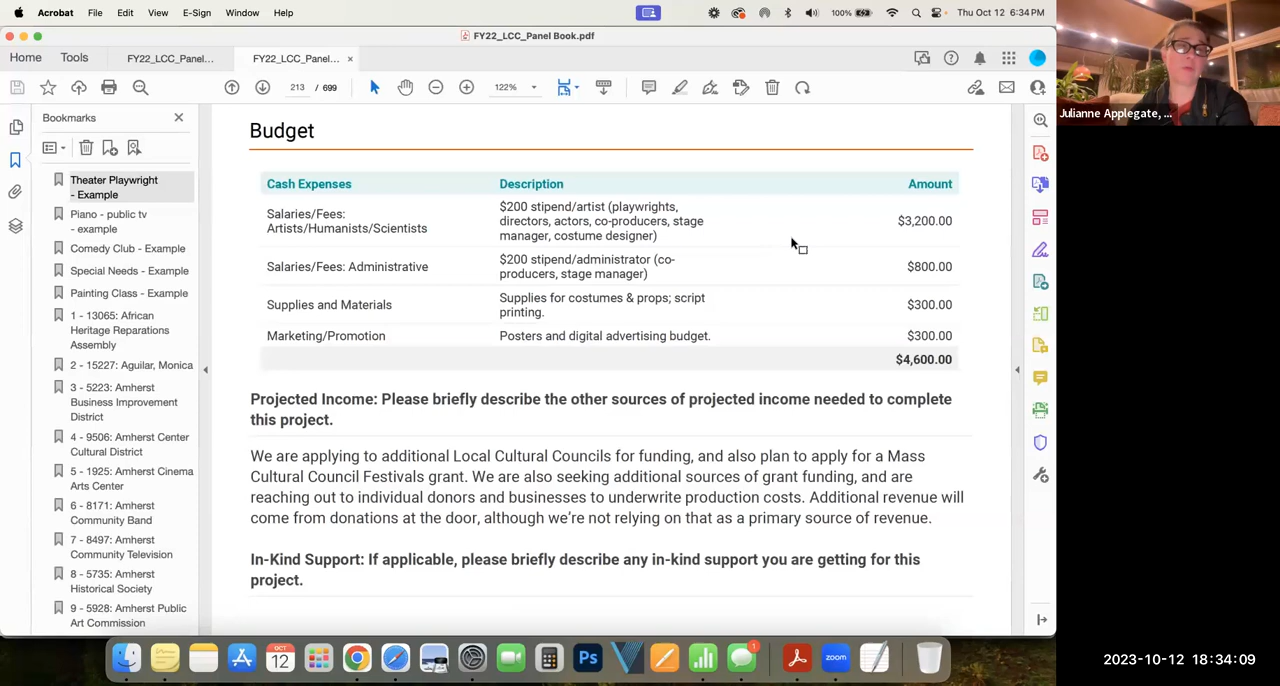 Acrobat File Edit View E-Sign Window Help 100% Thu Oct 12 6:34 PM
FY22_LCC_Panel Book.pdf
Home Tools FY22_LCC_Panel... FY22_LCC_Panel... ×
213 / 699 122%
Bookmarks
Theater Playwright
- Example
Piano - public tv
- example
Comedy Club - Example
Special Needs - Example
Painting Class - Example
1 - 13065: African
Heritage Reparations
Assembly
2 - 15227: Aguilar, Monica
3 - 5223: Amherst
Business Improvement
District
4 - 9506: Amherst Center
Cultural District
5 - 1925: Amherst Cinema
Arts Center
6 - 8171: Amherst
Community Band
7 - 8497: Amherst
Community Television
8 - 5735: Amherst
Historical Society
9 - 5928: Amherst Public
Art Commission
Budget
Cash Expenses Description Amount
Salaries/Fees:
Artists/Humanists/Scientists
$200 stipend/artist (playwrights,
directors, actors, co-producers, stage
manager, costume designer)
$3,200.00
Salaries/Fees: Administrative
$200 stipend/administrator (co-
producers, stage manager)
$800.00
Supplies and Materials
Supplies for costumes & props; script
printing.
$300.00
Marketing/Promotion Posters and digital advertising budget. $300.00
$4,600.00
Projected Income: Please briefly describe the other sources of projected income needed to complete
this project.
We are applying to additional Local Cultural Councils for funding, and also plan to apply for a Mass
Cultural Council Festivals grant. We are also seeking additional sources of grant funding, and are
reaching out to individual donors and businesses to underwrite production costs. Additional revenue will
come from donations at the door, although we're not relying on that as a primary source of revenue.
In-Kind Support: If applicable, please briefly describe any in-kind support you are getting for this
project.
Julianne Applegate, ...
OCT
12
Ps
zoom
1
2023-10-12 18:34:09